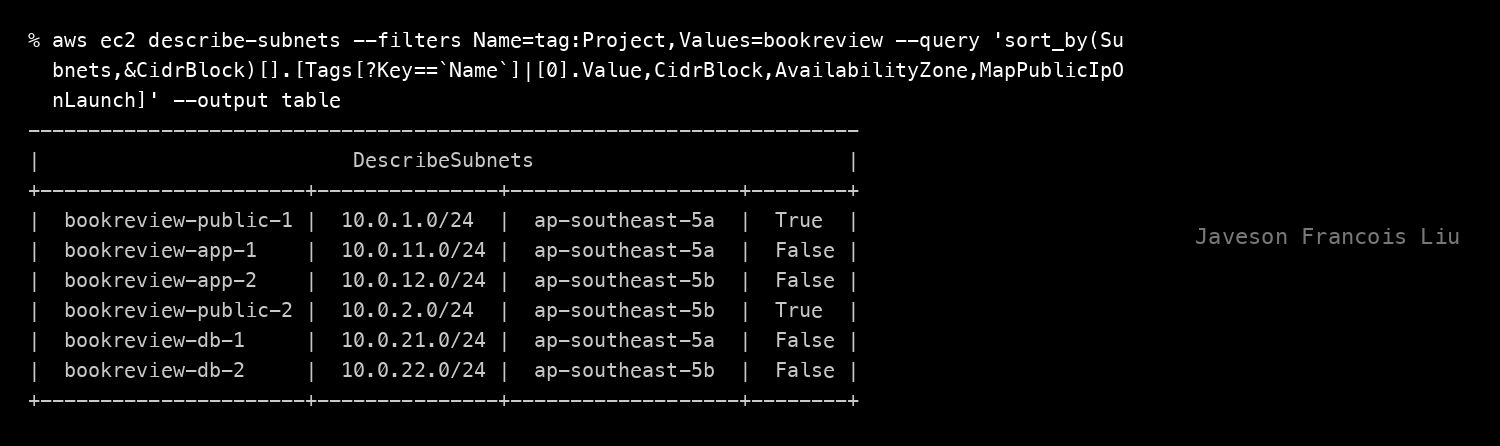 % aws ec2 describe-subnets --filters Name=tag:Project,Values=bookreview --query 'sort_by(Su
bnets,&CidrBlock)[].[Tags[?Key==`Name`]|[0].Value,CidrBlock,AvailabilityZone,MapPublicIpO
nLaunch]' --output table
---------------------------------------------------------------------
|                          DescribeSubnets                          |
+----------------------+---------------+-------------------+--------+
|  bookreview-public-1 |  10.0.1.0/24  |  ap-southeast-5a  |  True  |
|  bookreview-app-1    |  10.0.11.0/24 |  ap-southeast-5a  |  False |
|  bookreview-app-2    |  10.0.12.0/24 |  ap-southeast-5b  |  False |
|  bookreview-public-2 |  10.0.2.0/24  |  ap-southeast-5b  |  True  |
|  bookreview-db-1     |  10.0.21.0/24 |  ap-southeast-5a  |  False |
|  bookreview-db-2     |  10.0.22.0/24 |  ap-southeast-5b  |  False |
+----------------------+---------------+-------------------+--------+
Javeson Francois Liu